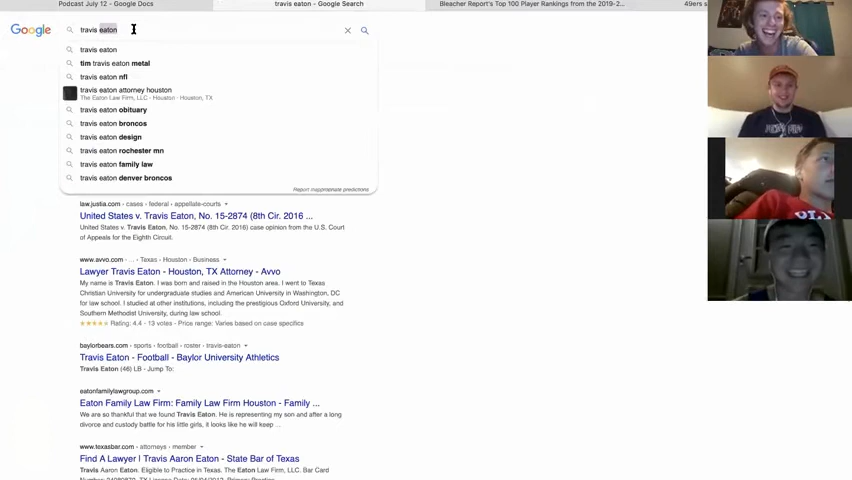 Podcast July 12 - Google Docs
travis eaton - Google Search
Bleacher Report's Top 100 Player Rankings from the 2019-2...
49ers s
Google
travis eaton
travis eaton
tim travis eaton metal
travis eaton nfl
travis eaton attorney houston
The Eaton Law Firm, LLC - Houston - Houston, TX
travis eaton obituary
travis eaton broncos
travis eaton design
travis eaton rochester mn
travis eaton family law
travis eaton denver broncos
Report inappropriate predictions
law.justia.com › cases › federal › appellate-courts
United States v. Travis Eaton, No. 15-2874 (8th Cir. 2016 ...
United States v. Travis Eaton, No. 15-2874 (8th Cir. 2016) case opinion from the U.S. Court
of Appeals for the Eighth Circuit.
www.avvo.com › ... › Texas › Houston › Business
Lawyer Travis Eaton - Houston, TX Attorney - Avvo
My name is Travis Eaton. I was born and raised in the Houston area. I went to Texas
Christian University for undergraduate studies and American University in Washington, DC
for law school. I studied at other institutions, including the prestigious Oxford University, and
Southern Methodist University, during law school.
Rating: 4.4 - 13 votes - Price range: Varies based on case specifics
baylorbears.com › sports › football › roster › travis-eaton
Travis Eaton - Football - Baylor University Athletics
Travis Eaton (46) LB - Jump To:
eatonfamilylawgroup.com
Eaton Family Law Firm: Family Law Firm Houston - Family ...
We are so thankful that we found Travis Eaton. He is representing my son and after a long
divorce and custody battle for his little girls, it looks like he will keep ...
www.texasbar.com › attorneys › member
Find A Lawyer | Travis Aaron Eaton - State Bar of Texas
Travis Aaron Eaton. Eligible to Practice in Texas. The Eaton Law Firm, LLC. Bar Card